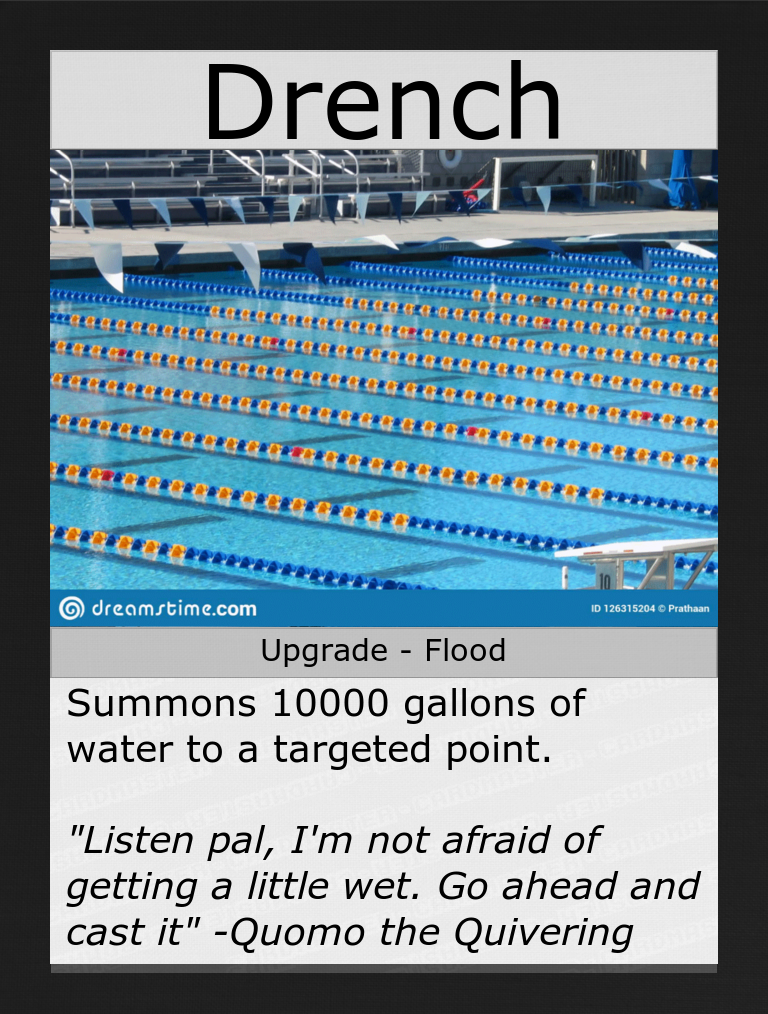 Drench
10
dreamstime.com
ID 126315204 © Prathaan
Upgrade - Flood
Summons 10000 gallons of
water to a targeted point.
"Listen pal, I'm not afraid of
getting a little wet. Go ahead and
cast it" -Quomo the Quivering